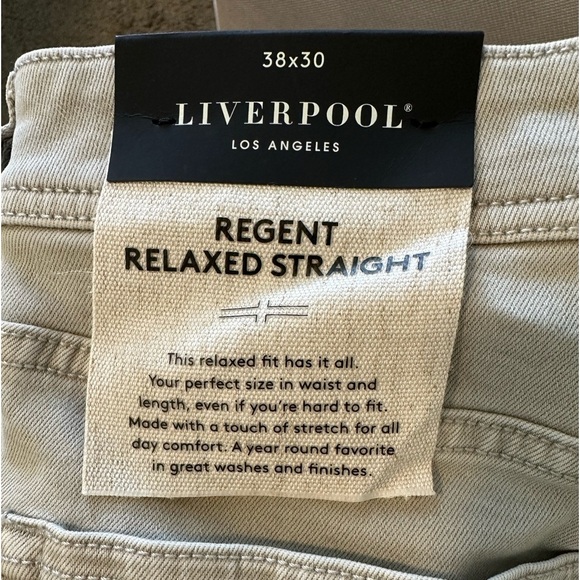 38x30
LIVERPOOL®
LOS ANGELES
REGENT
RELAXED STRAIGHT
This relaxed fit has it all.
Your perfect size in waist and
length, even if you're hard to fit.
Made with a touch of stretch for all
day comfort. A year round favorite
in great washes and finishes.